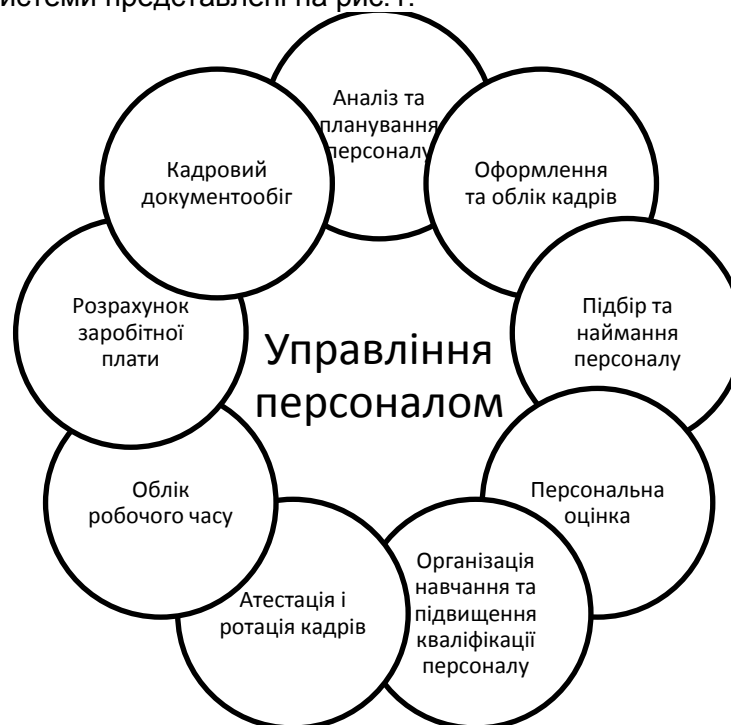 истеми представлені на рис.1.
Аналіз та
планування
персоналу
Оформлення
та облік кадрів
Підбір та
наймання
персоналу
Персональна
оцінка
Організація
навчання та
підвищення
кваліфікації
персоналу
Атестація і
ротація кадрів
Облік
робочого часу
Розрахунок
заробітної
плати
Кадровий
документообіг
Управління
персоналом